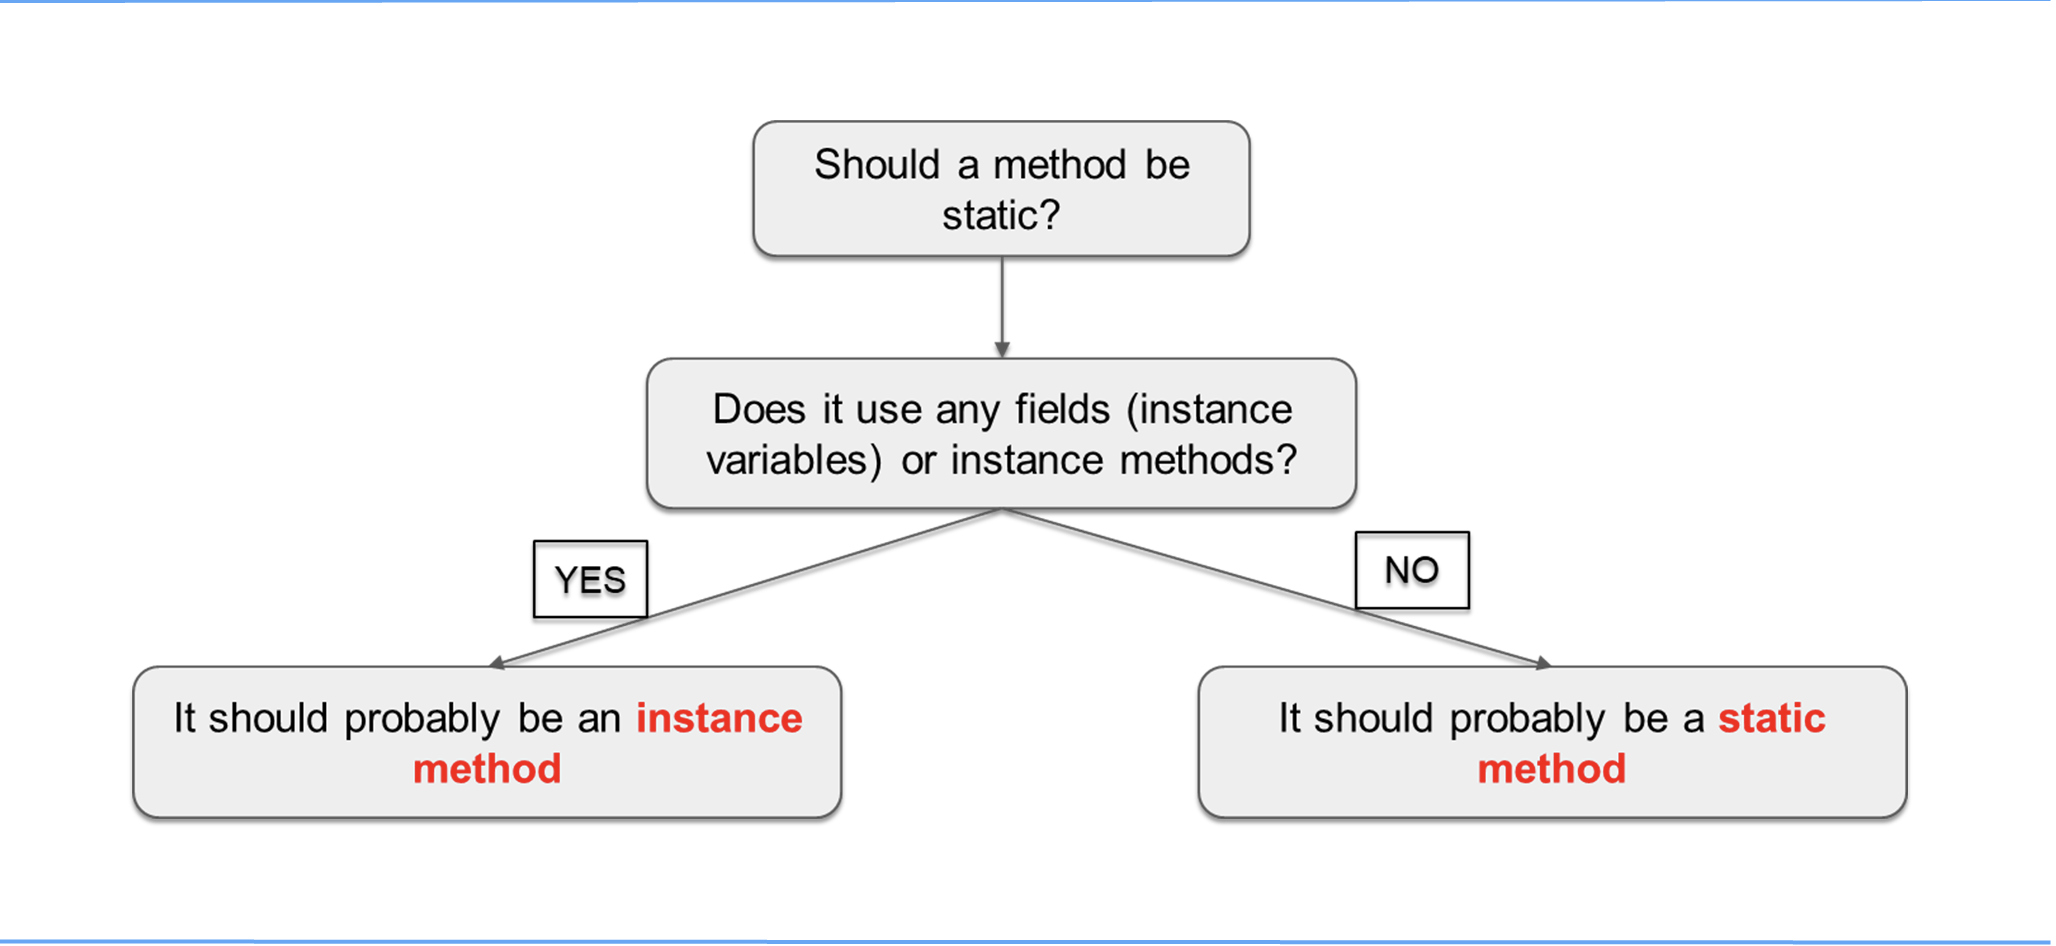 Should a method be
static?
Does it use any fields (instance
variables) or instance methods?
YES
NO
It should probably be an instance
method
It should probably be a static
method